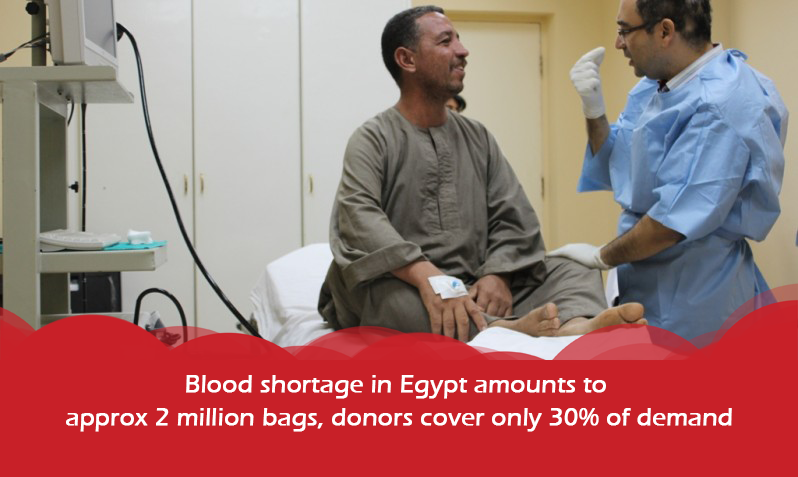 Blood shortage in Egypt amounts to
approx 2 million bags, donors cover only 30% of demand